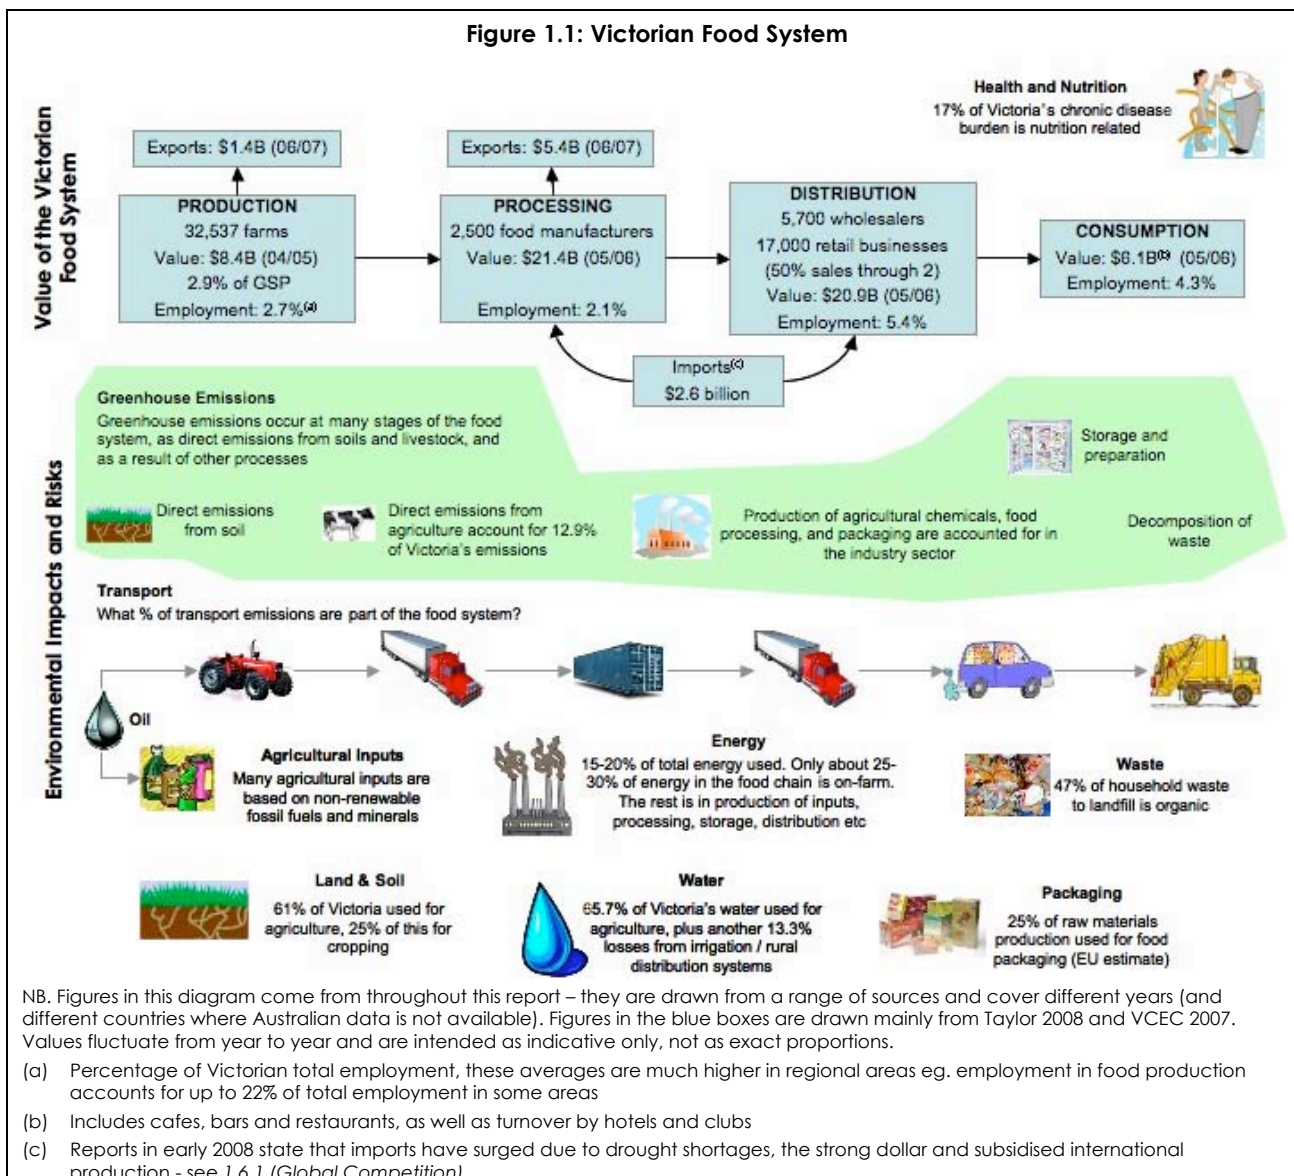 Figure 1.1: Victorian Food System
Value of the Victorian
Food System
Health and Nutrition
17% of Victoria's chronic disease
burden is nutrition related
Exports: $1.4B (06/07)
Exports: $5.4B (06/07)
PRODUCTION
32,537 farms
Value: $8.4B (04/05)
2.9% of GSP
Employment: 2.7%(a)
PROCESSING
2,500 food manufacturers
Value: $21.4B (05/06)
Employment: 2.1%
DISTRIBUTION
5,700 wholesalers
17,000 retail businesses
(50% sales through 2)
Value: $20.9B (05/06)
Employment: 5.4%
CONSUMPTION
Value: $6.1B(b) (05/06)
Employment: 4.3%
Imports(c)
$2.6 billion
Environmental Impacts and Risks
Greenhouse Emissions
Greenhouse emissions occur at many stages of the food
system, as direct emissions from soils and livestock, and
as a result of other processes
Storage and
preparation
Direct emissions
from soil
Direct emissions from
agriculture account for 12.9%
of Victoria's emissions
Production of agricultural chemicals, food
processing, and packaging are accounted for in
the industry sector
Decomposition of
waste
Transport
What % of transport emissions are part of the food system?
Oil
Agricultural Inputs
Many agricultural inputs are
based on non-renewable
fossil fuels and minerals
Energy
15-20% of total energy used. Only about 25-
30% of energy in the food chain is on-farm.
The rest is in production of inputs,
processing, storage, distribution etc
Waste
47% of household waste
to landfill is organic
Land & Soil
61% of Victoria used for
agriculture, 25% of this for
cropping
Water
65.7% of Victoria's water used for
agriculture, plus another 13.3%
losses from irrigation / rural
distribution systems
Packaging
25% of raw materials
production used for food
packaging (EU estimate)
NB. Figures in this diagram come from throughout this report – they are drawn from a range of sources and cover different years (and
different countries where Australian data is not available). Figures in the blue boxes are drawn mainly from Taylor 2008 and VCEC 2007.
Values fluctuate from year to year and are intended as indicative only, not as exact proportions.
(a) Percentage of Victorian total employment, these averages are much higher in regional areas eg. employment in food production
accounts for up to 22% of total employment in some areas
(b) Includes cafes, bars and restaurants, as well as turnover by hotels and clubs
(c) Reports in early 2008 state that imports have surged due to drought shortages, the strong dollar and subsidised international
production - see 1.6.1 (Global Competition)